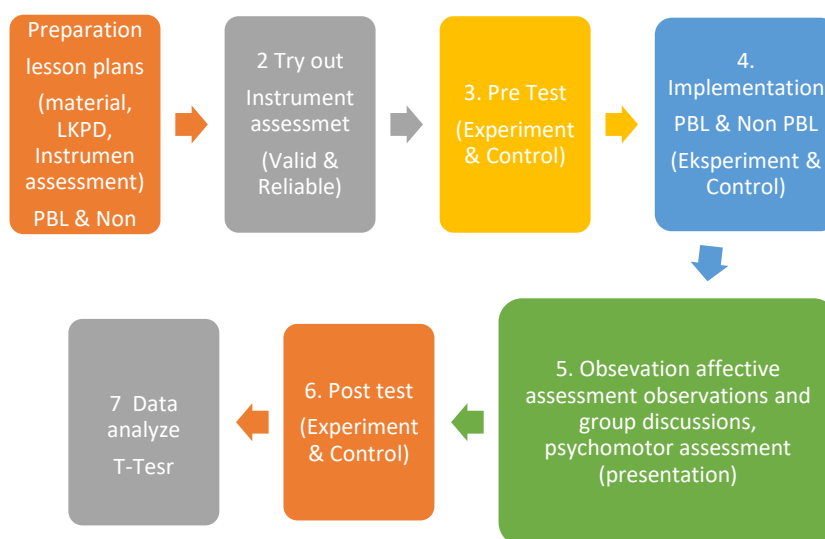 Preparation
lesson plans
(material,
LKPD,
Instrumen
assessment)
PBL & Non
2 Try out
Instrument
assessmet
(Valid &
Reliable)
3. Pre Test
(Experiment
& Control)
4.
Implementation
PBL & Non PBL
(Eksperiment &
Control)
5. Obsevation affective
assessment observations and
group discussions,
psychomotor assessment
(presentation)
6. Post test
(Experiment
& Control)
7 Data
analyze
T-Tesr